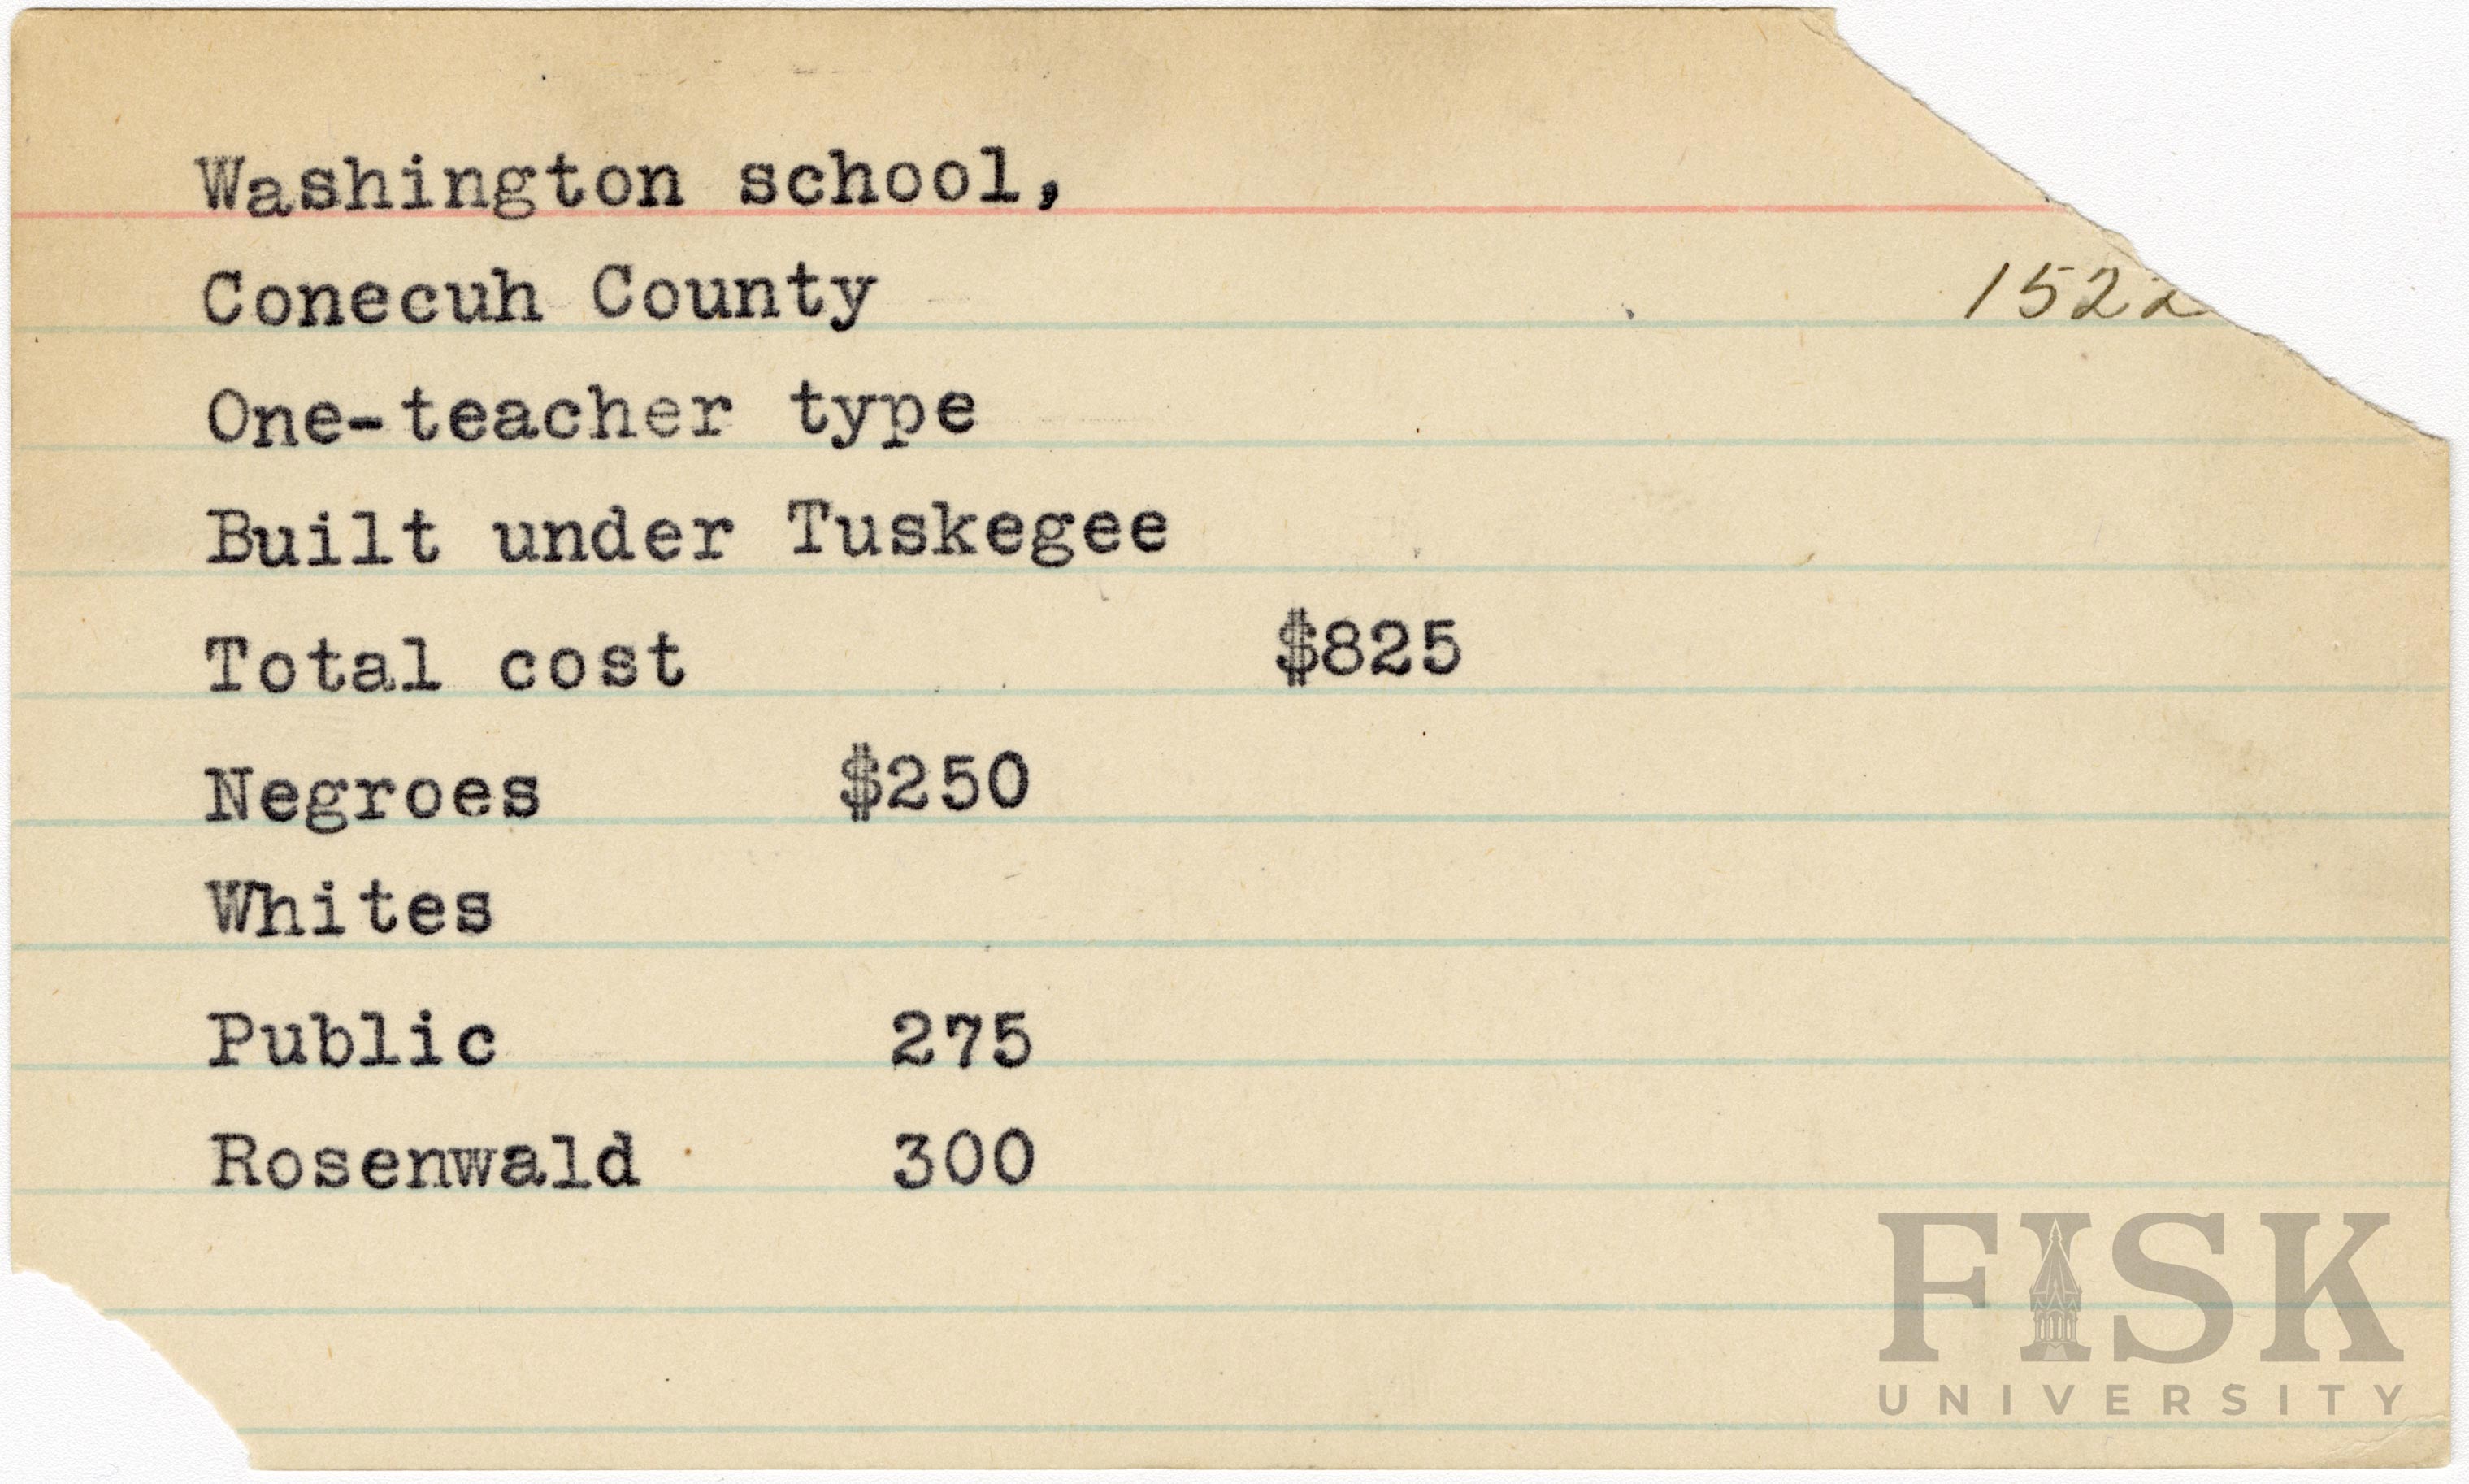 Washington school,
Conecuh County 1522
One-teacher type
Built under Tuskegee
Total cost $825
Negroes $250
Whites
Public 275
Rosenwald 300
FISK
UNIVERSITY